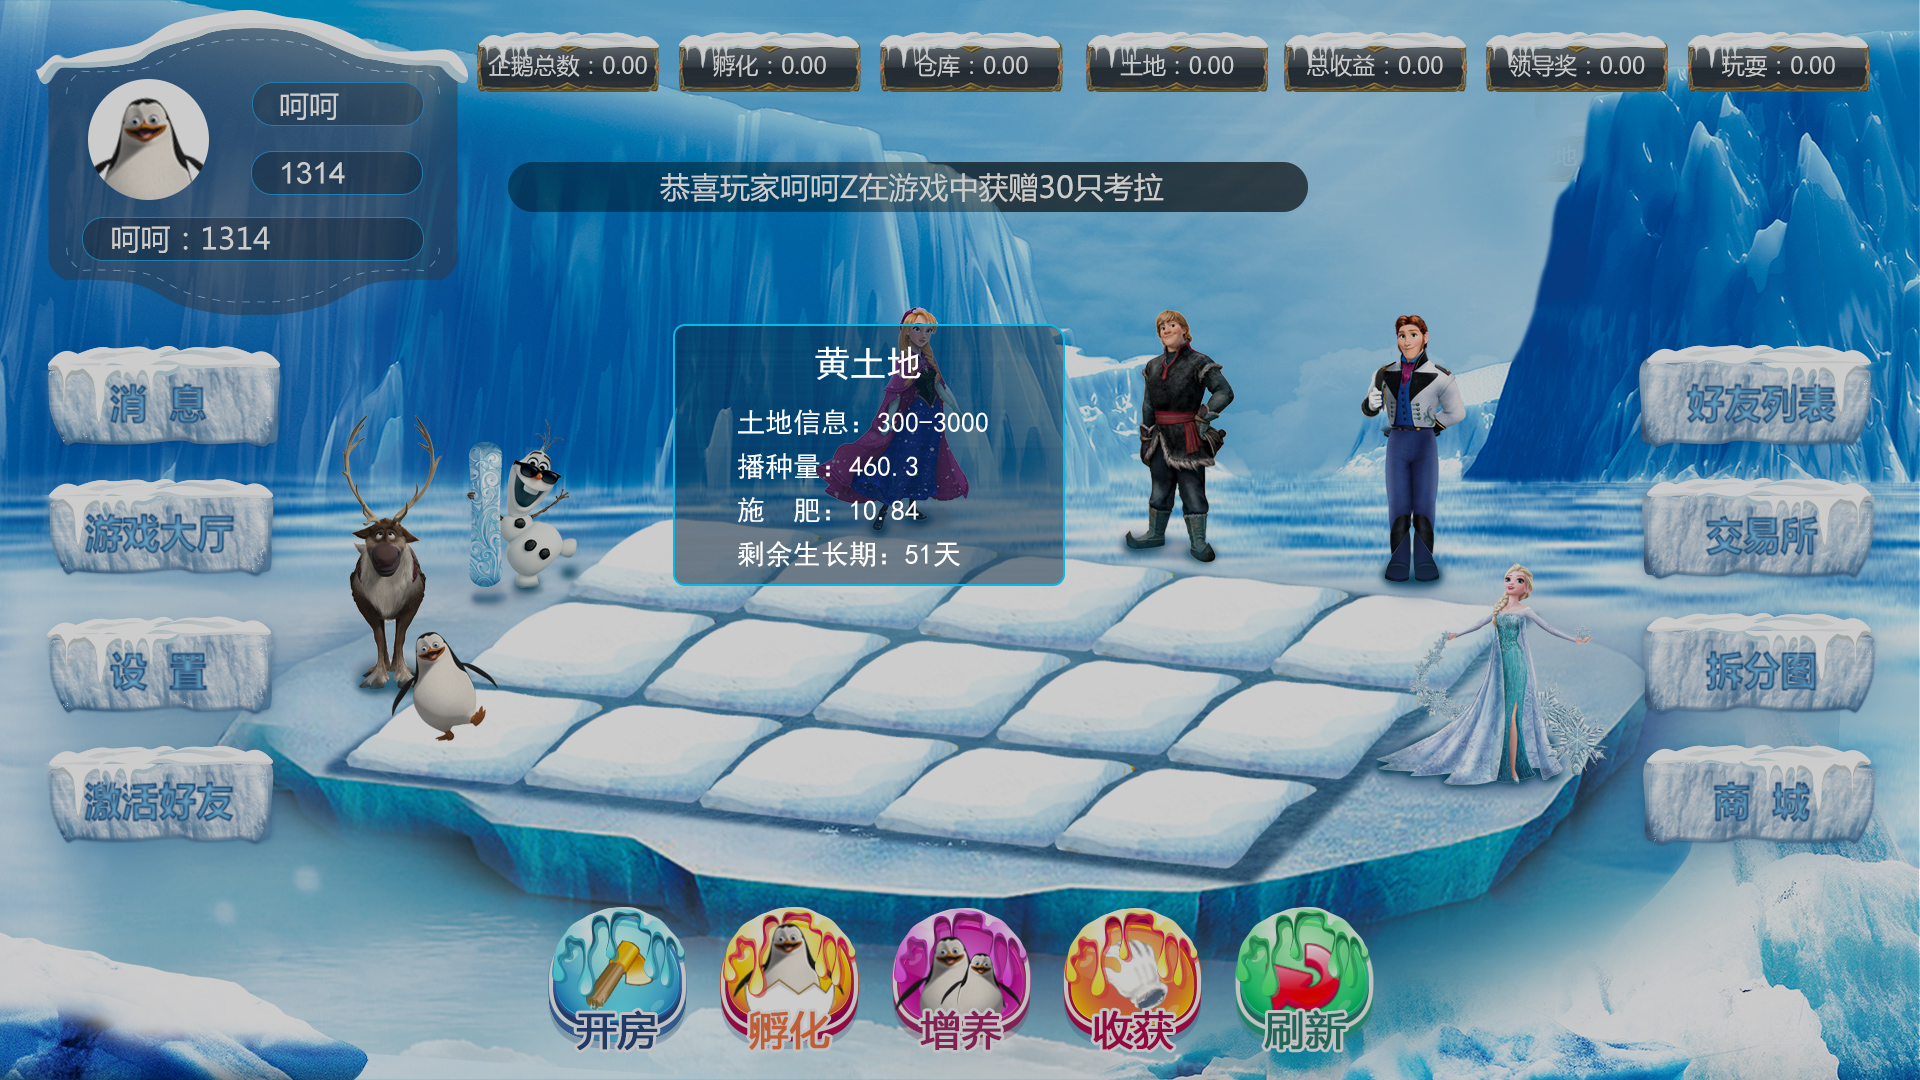 企鹅总数：0.00
孵化：0.00
仓库：0.00
土地：0.00
总收益：0.00
领导奖：0.00
玩耍：0.00
呵呵
1314
呵呵：1314
恭喜玩家呵呵Z在游戏中获赠30只考拉
地
黄土地
土地信息：300-3000
播种量：460.3
施 肥：10.84
剩余生长期：51天
消 息
游戏大厅
设 置
激活好友
好友列表
交易所
拆分图
商 城
开房
孵化
增养
收获
刷新